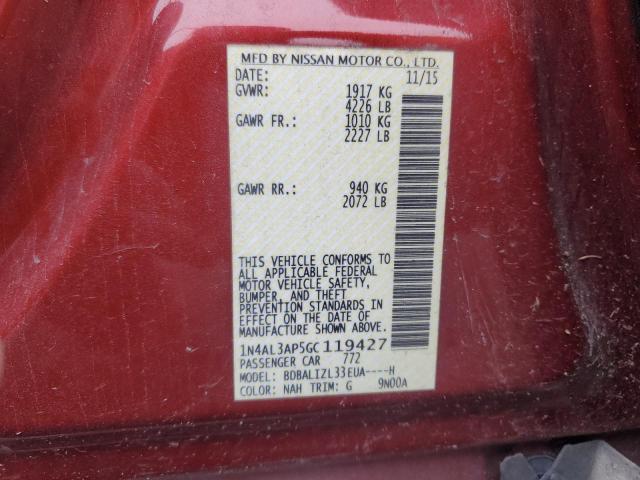 MFD BY NISSAN MOTOR CO., LTD.
DATE: 11/15
GVWR: 1917 KG
4226 LB
GAWR FR.: 1010 KG
2227 LB
GAWR RR.: 940 KG
2072 LB
THIS VEHICLE CONFORMS TO
ALL APPLICABLE FEDERAL
MOTOR VEHICLE SAFETY,
BUMPER, AND THEFT
PREVENTION STANDARDS IN
EFFECT ON THE DATE OF
MANUFACTURE SHOWN ABOVE.
1N4AL3AP5GC119427
PASSENGER CAR 772
MODEL: BDBALIZL33EUA----H
COLOR: NAH TRIM: G 9N00A